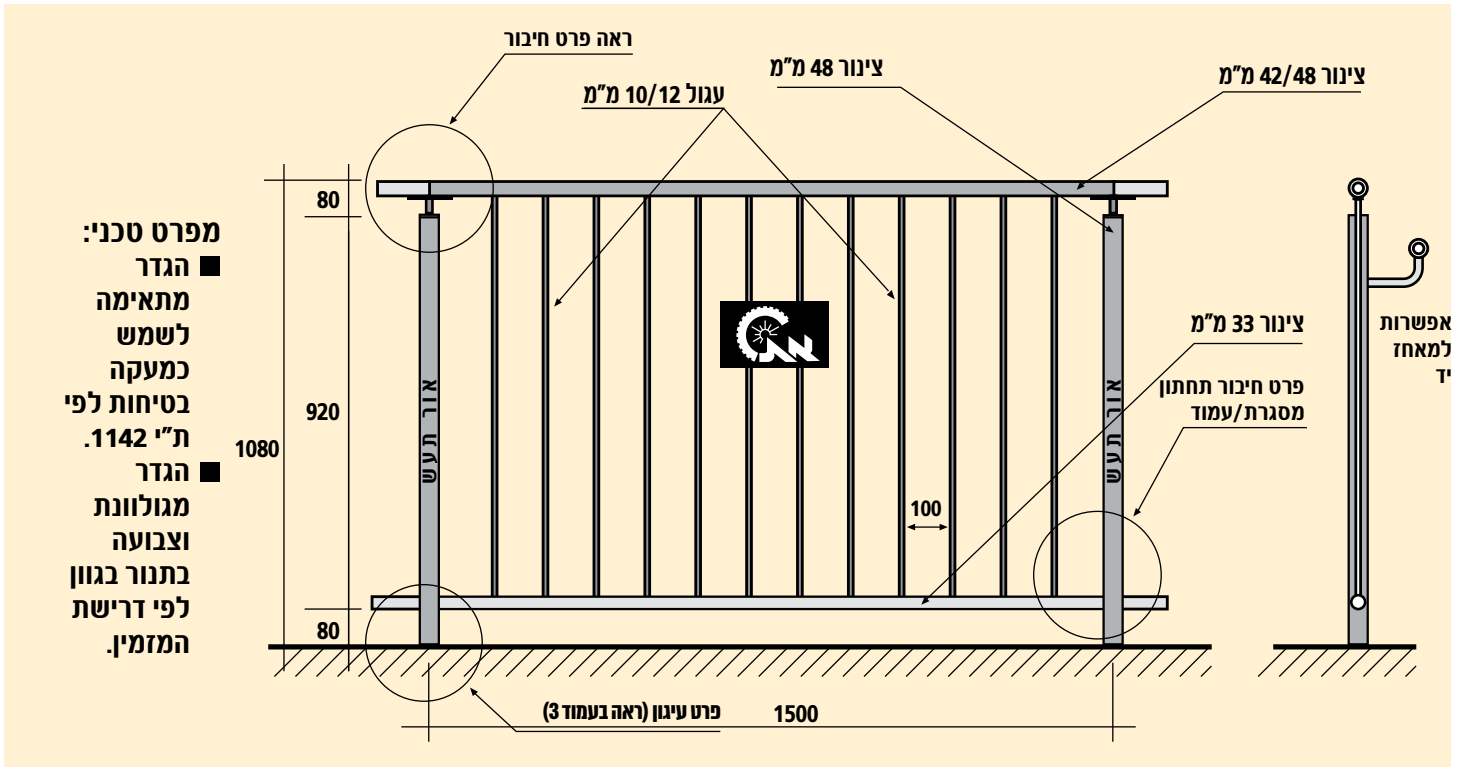 ראה פרט חיבור
צינור 48 מ"מ
צינור 42/48 מ"מ
עגול 10/12 מ"מ
80
מפרט טכני:
■ הגדר
מתאימה
לשמש
כמעקה
בטיחות לפי
ת"י 1142.
■ הגדר
מגולוונת
וצבועה
בתנור בגוון
לפי דרישת
המזמין.
920
1080
80
אור תעש
אור תעש
100
צינור 33 מ"מ
פרט חיבור תחתון
מסגרת/עמוד
אפשרות
למאחז
יד
פרט עיגון (ראה בעמוד 3)
1500